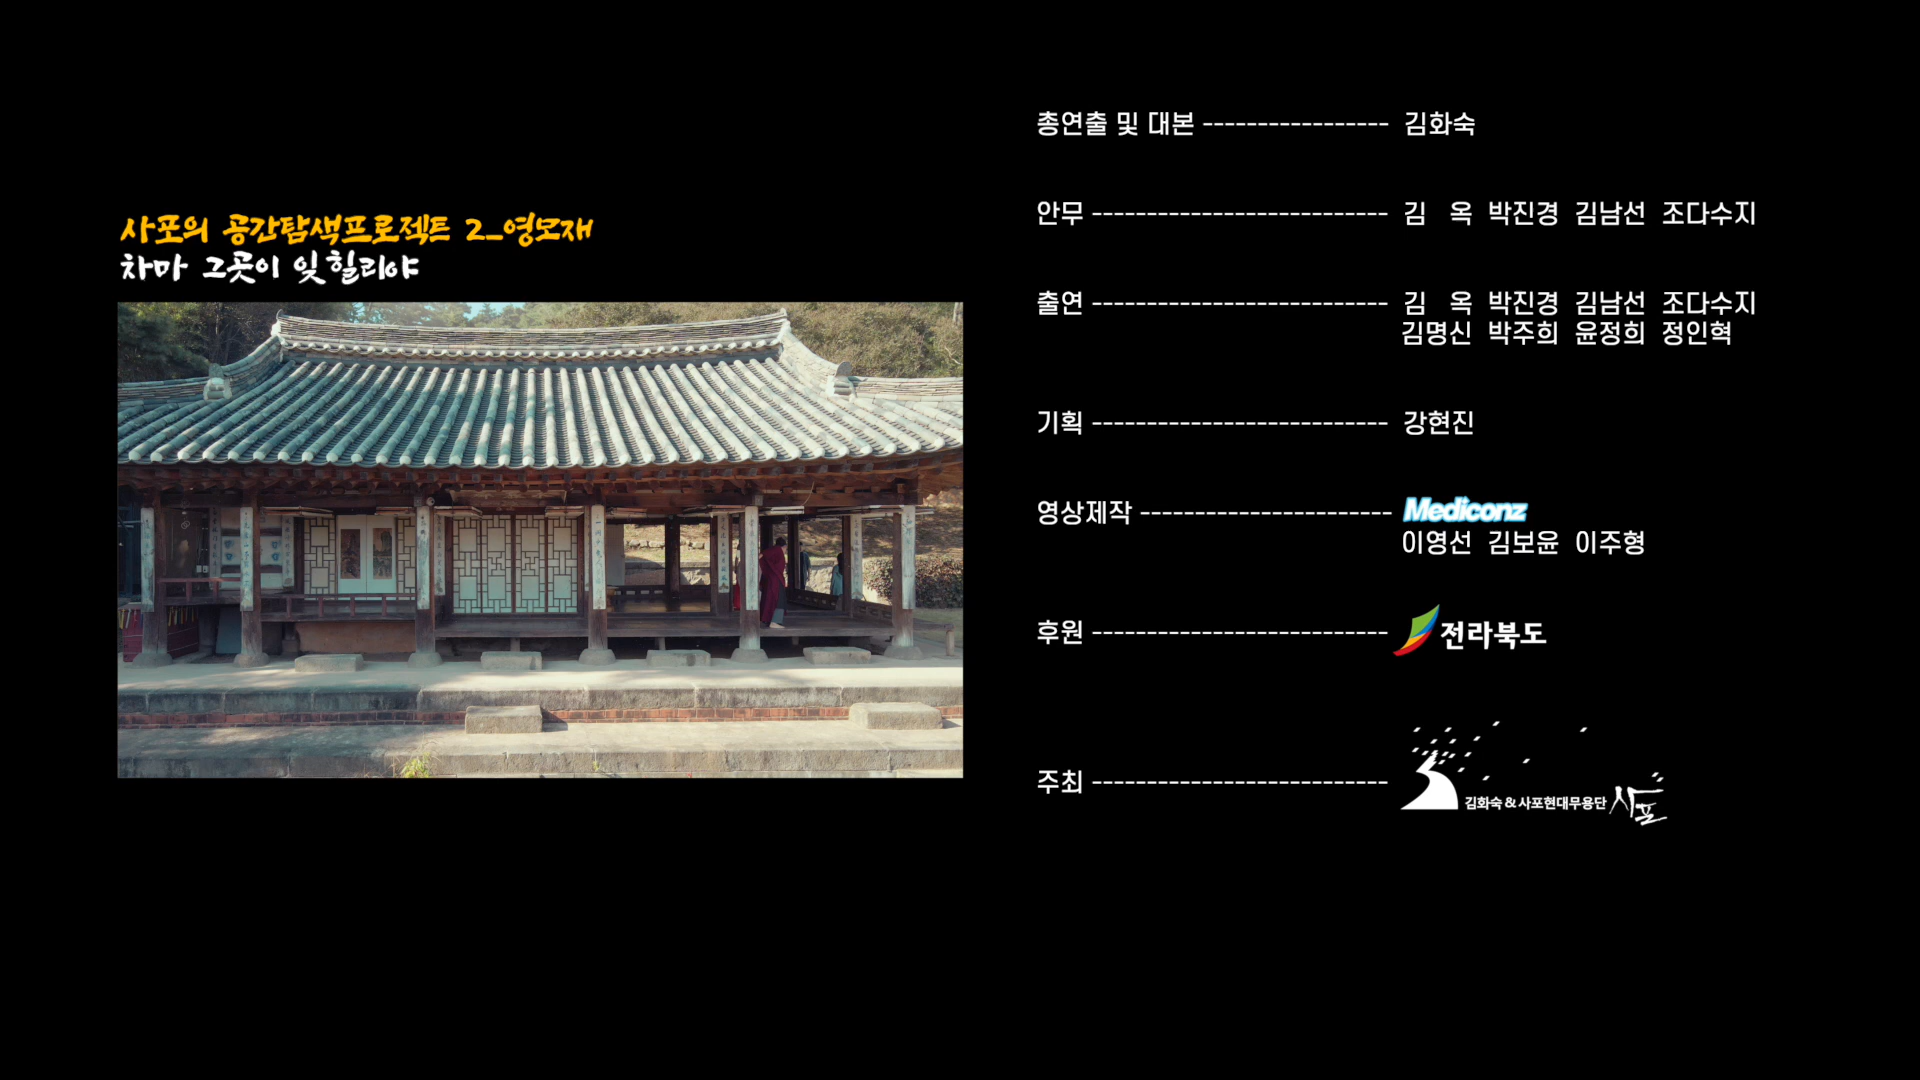 사포의 공간탐색프로젝트 2_영모재
차마 그곳이 잊힐리야
총연출 및 대본 ----------------- 김화숙
안무 --------------------------- 김 옥 박진경 김남선 조다수지
출연 --------------------------- 김 옥 박진경 김남선 조다수지
김명신 박주희 윤정희 정인혁
기획 --------------------------- 강현진
영상제작 ----------------------- Mediconz
이영선 김보윤 이주형
후원 --------------------------- 전라북도
주최 --------------------------- 김화숙 & 사포현대무용단 사포